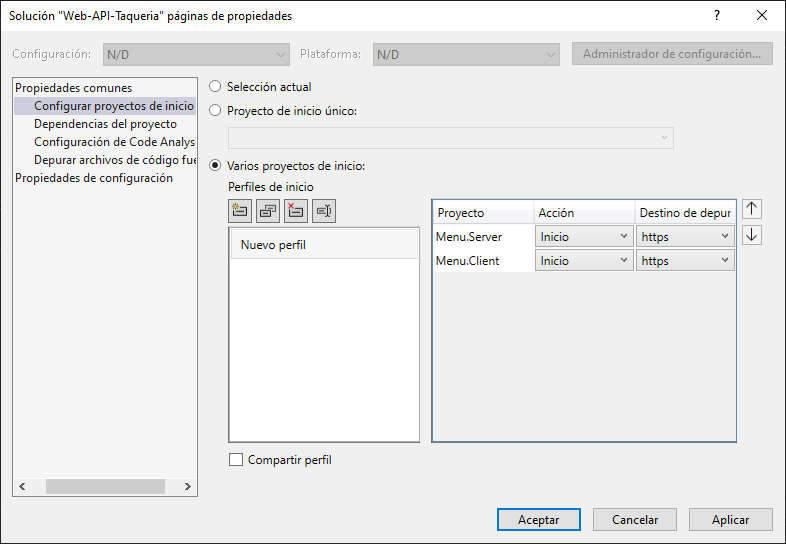 Solución "Web-API-Taqueria" páginas de propiedades
?
Configuración: N/D Plataforma: N/D Administrador de configuración...
Propiedades comunes
Configurar proyectos de inicio
Dependencias del proyecto
Configuración de Code Analys
Depurar archivos de código fue
Propiedades de configuración
Selección actual
Proyecto de inicio único:
Varios proyectos de inicio:
Perfiles de inicio
Nuevo perfil
Proyecto Acción Destino de depur
Menu.Server Inicio https
Menu.Client Inicio https
Compartir perfil
Aceptar Cancelar Aplicar